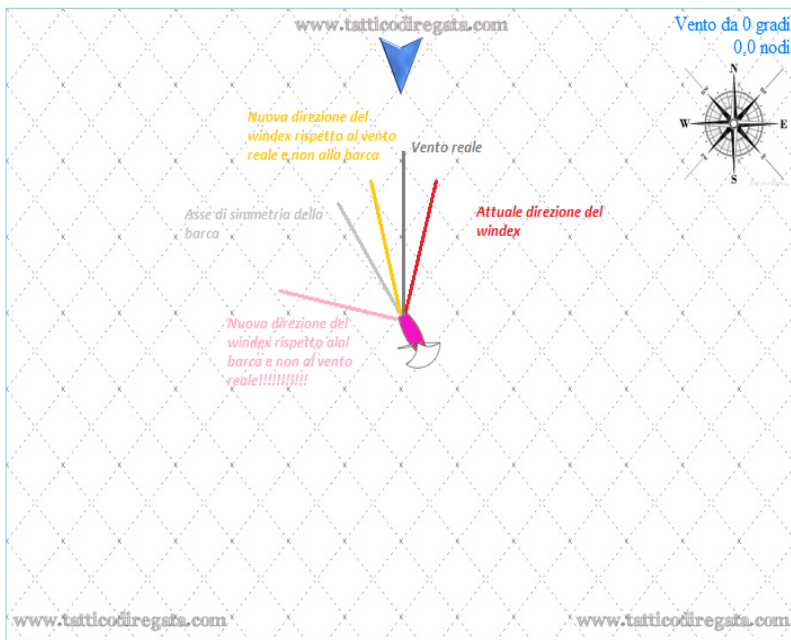 www.tatticodiregata.com
Vento da 0 gradi
0,0 nodi
N
W
E
S
Nuova direzione del
windex rispetto al vento
reale e non alla barca
Vento reale
Asse di simmetria della
barca
Attuale direzione del
windex
Nuova direzione del
windex rispetto alal
barca e non al vento
reale!!!!!!!!!!!
www.tatticodiregata.com
www.tatticodiregata.com